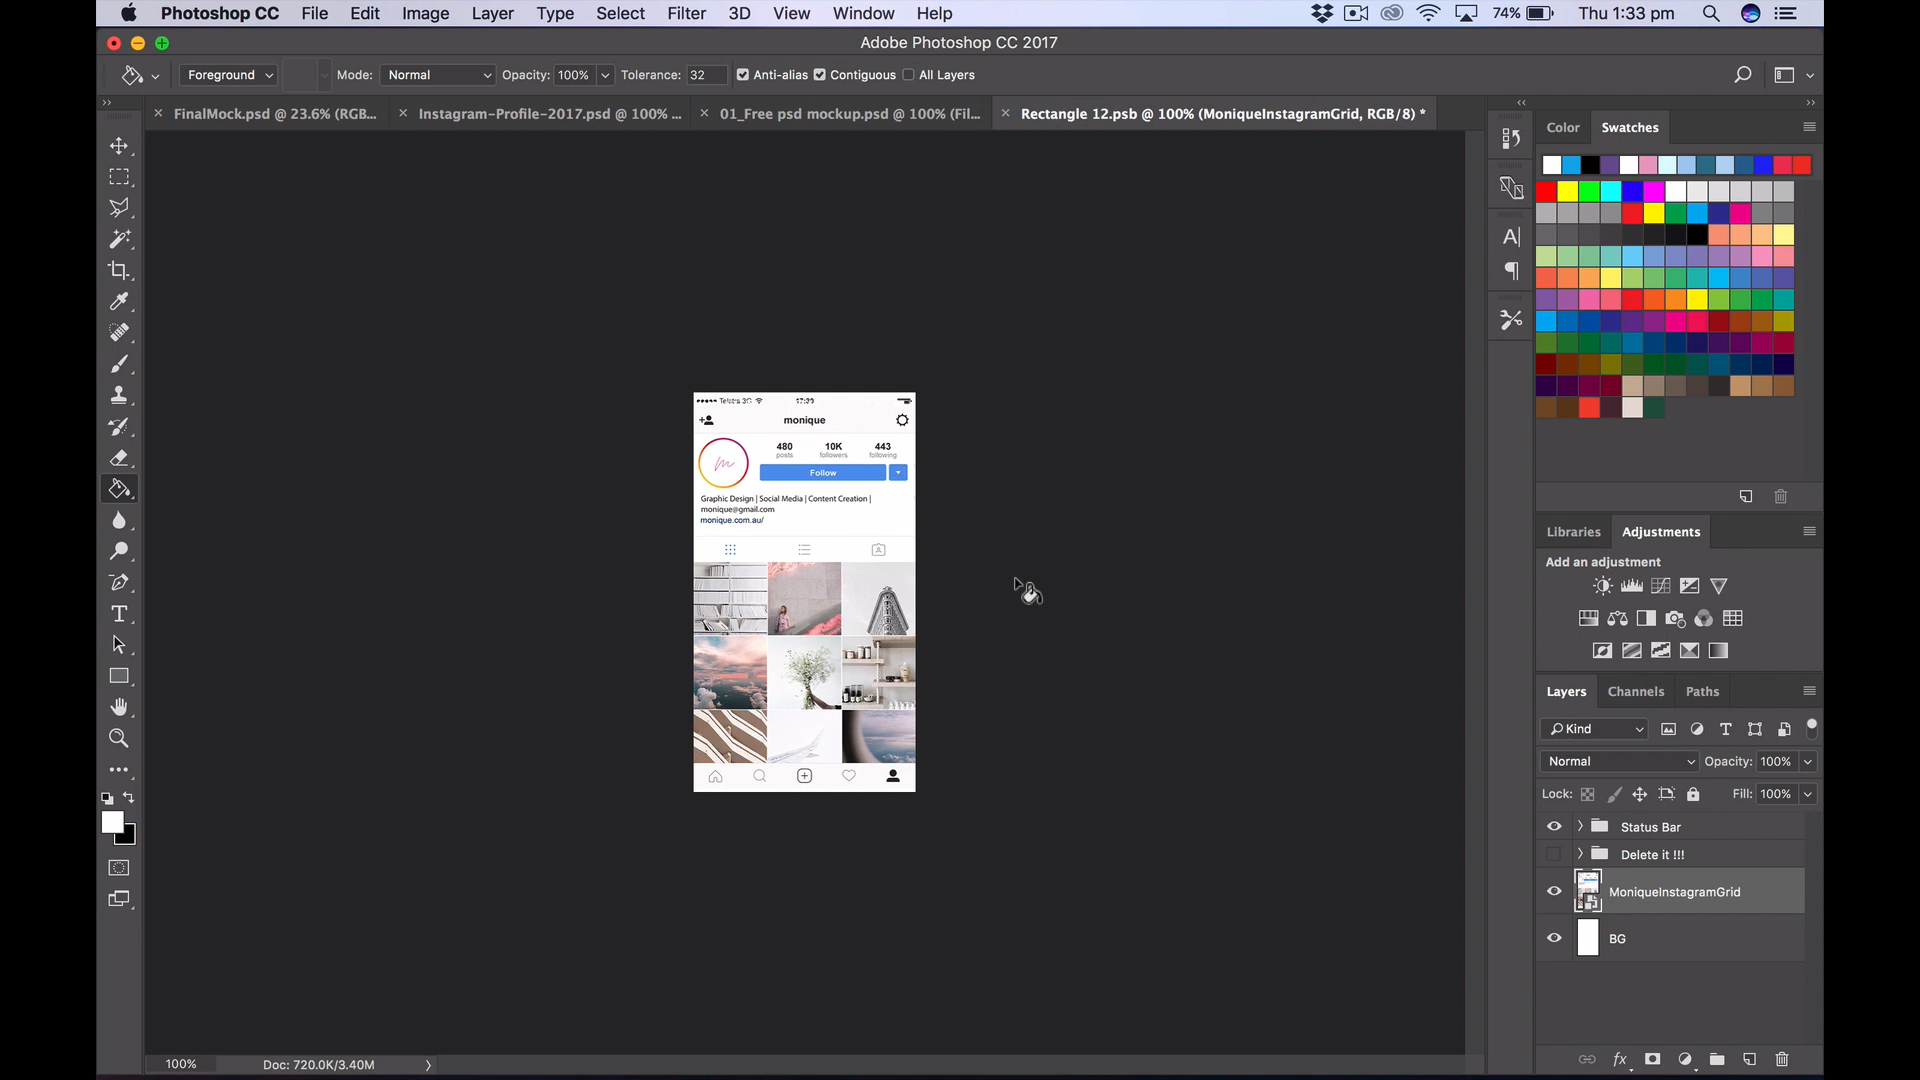 Photoshop CC File Edit Image Layer Type Select Filter 3D View Window Help 74% Thu 1:33 pm
Adobe Photoshop CC 2017
Foreground Mode: Normal Opacity: 100% Tolerance: 32 Anti-alias Contiguous All Layers
FinalMock.psd @ 23.6% (RGB... Instagram-Profile-2017.psd @ 100% ... 01_Free psd mockup.psd @ 100% (Fil... Rectangle 12.psb @ 100% (MoniqueInstagramGrid, RGB/8) *
Color Swatches
monique
480 10K 443
posts followers following
Follow
Graphic Design | Social Media | Content Creation |
monique@gmail.com
monique.com.au/
Libraries Adjustments
Add an adjustment
Layers Channels Paths
Kind
Normal Opacity: 100%
Lock: Fill: 100%
Status Bar
Delete it !!!
MoniqueInstagramGrid
BG
100% Doc: 720.0K/3.40M